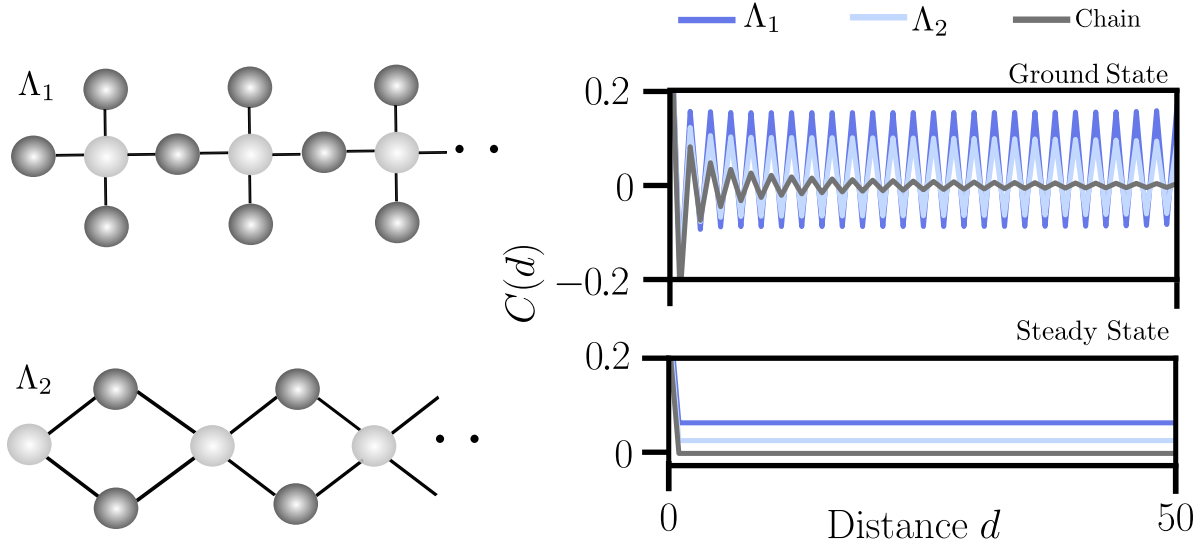 Λ₁
Λ₂
Λ₁ Λ₂ Chain
Ground State
0.2
0
−0.2
C(d)
Steady State
0.2
0
0 50
Distance d